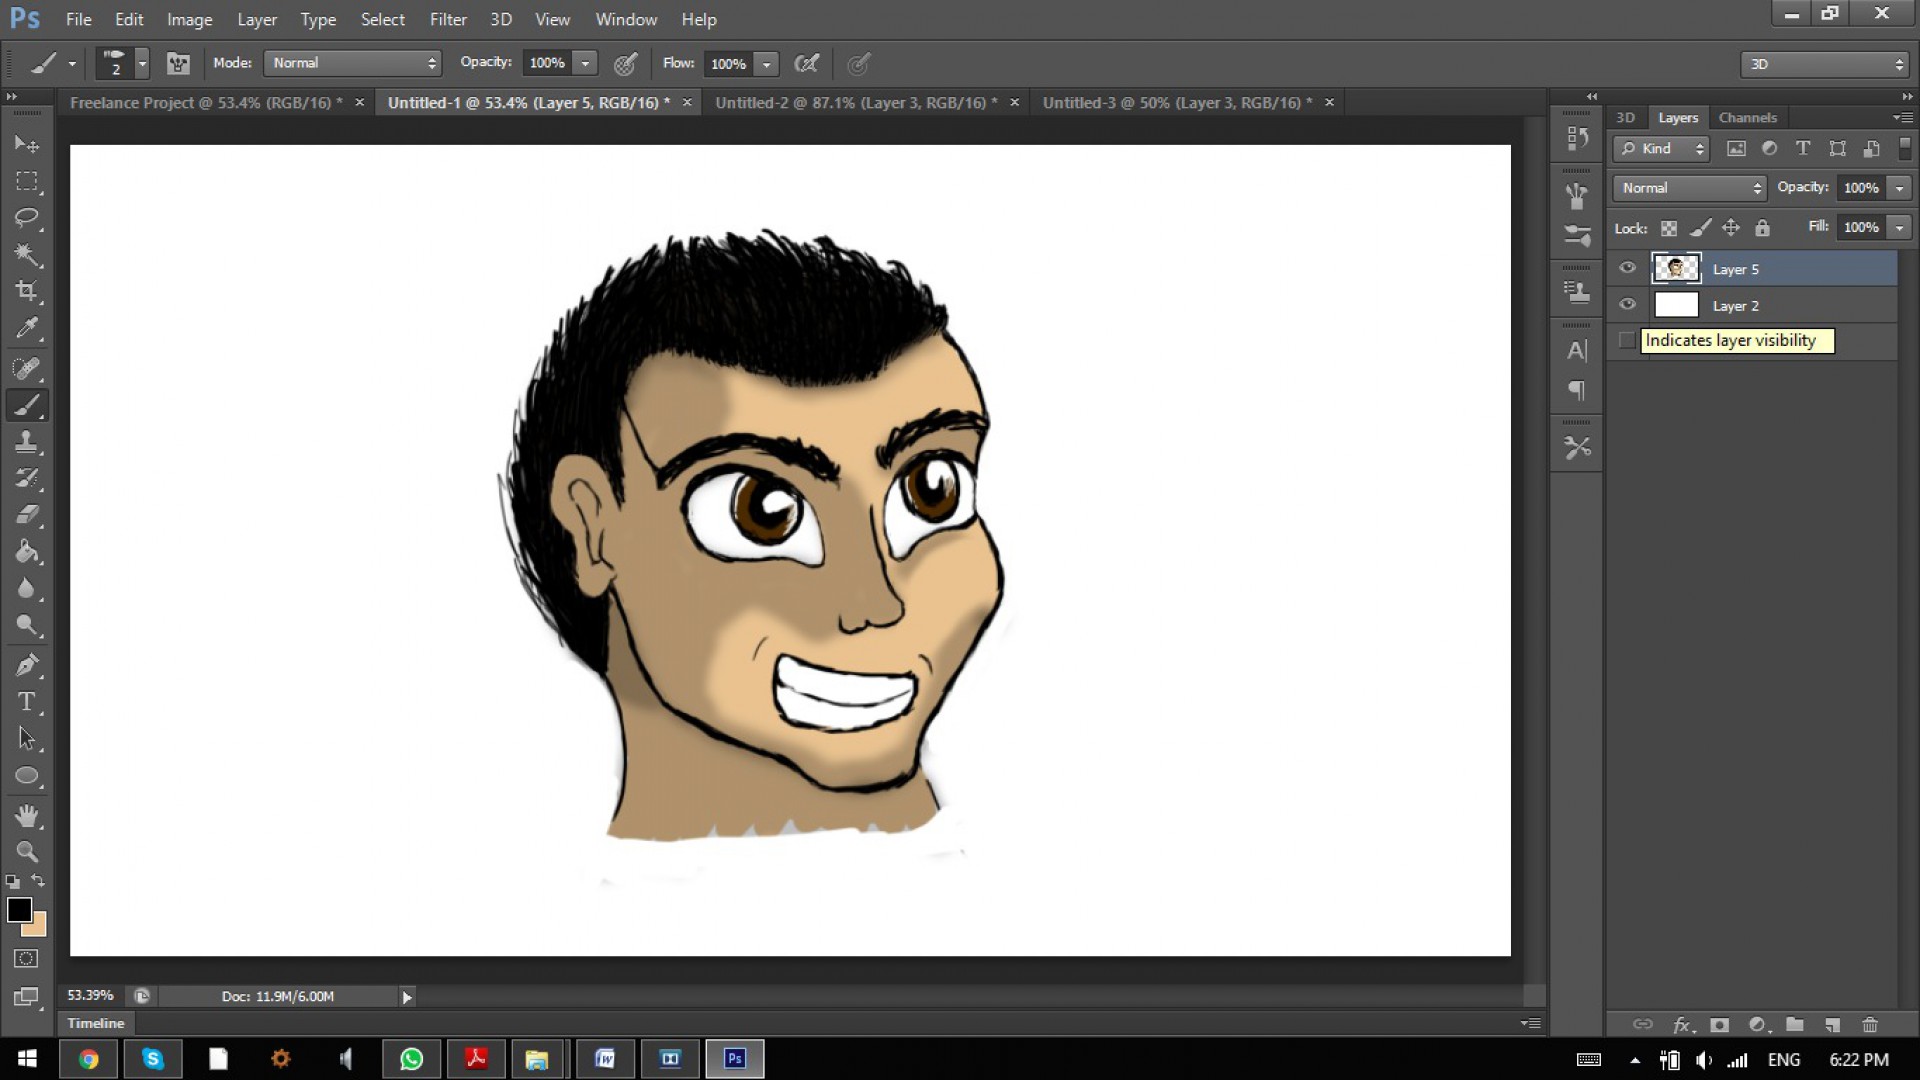 Ps File Edit Image Layer Type Select Filter 3D View Window Help
2 Mode: Normal Opacity: 100% Flow: 100% 3D
Freelance Project @ 53.4% (RGB/16) * × Untitled-1 @ 53.4% (Layer 5, RGB/16) * × Untitled-2 @ 87.1% (Layer 3, RGB/16) * × Untitled-3 @ 50% (Layer 3, RGB/16) * ×
3D Layers Channels
Kind
Normal Opacity: 100%
Lock: Fill: 100%
Layer 5
Layer 2
Indicates layer visibility
53.39% Doc: 11.9M/6.00M
Timeline
ENG 6:22 PM